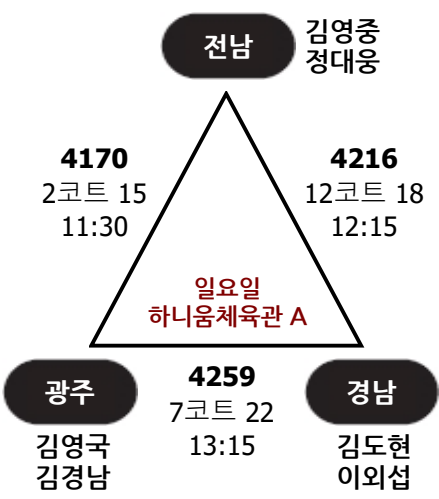 전남
김영중
정대웅
4170
2코트 15
11:30
4216
12코트 18
12:15
일요일
하니움체육관 A
광주
김영국
김경남
4259
7코트 22
13:15
경남
김도현
이외섭